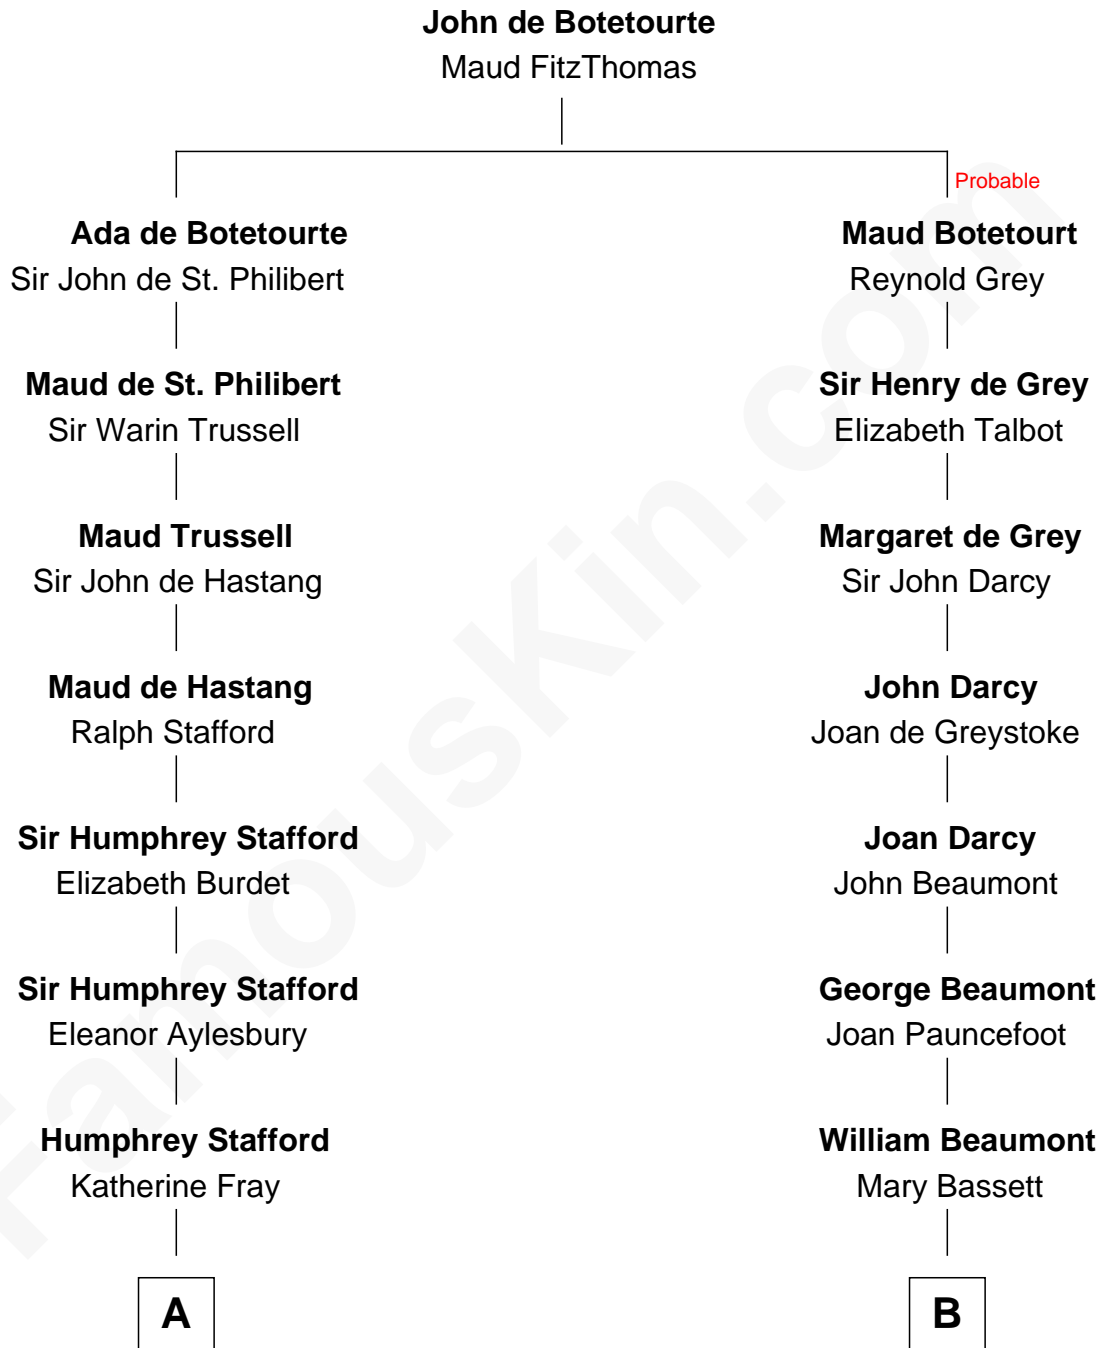 John de Botetourte
Maud FitzThomas
Probable
Ada de Botetourte
Sir John de St. Philibert
Maud Botetourt
Reynold Grey
Maud de St. Philibert
Sir Warin Trussell
Sir Henry de Grey
Elizabeth Talbot
Maud Trussell
Sir John de Hastang
Margaret de Grey
Sir John Darcy
Maud de Hastang
Ralph Stafford
John Darcy
Joan de Greystoke
Sir Humphrey Stafford
Elizabeth Burdet
Joan Darcy
John Beaumont
Sir Humphrey Stafford
Eleanor Aylesbury
George Beaumont
Joan Pauncefoot
Humphrey Stafford
Katherine Fray
William Beaumont
Mary Bassett
A
B
FamousKin.com